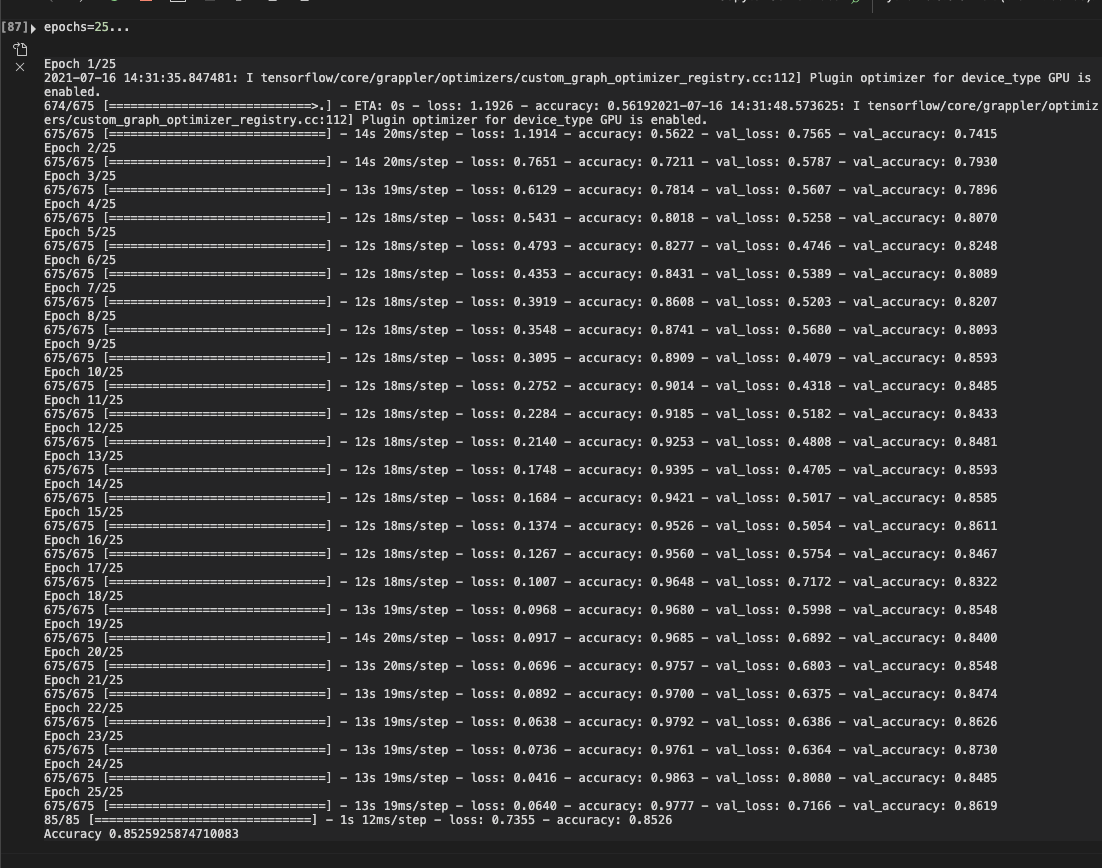 [87] epochs=25...
Epoch 1/25
2021-07-16 14:31:35.847481: I tensorflow/core/grappler/optimizers/custom_graph_optimizer_registry.cc:112] Plugin optimizer for device_type GPU is
enabled.
674/675 [============================>.] - ETA: 0s - loss: 1.1926 - accuracy: 0.56192021-07-16 14:31:48.573625: I tensorflow/core/grappler/optimiz
ers/custom_graph_optimizer_registry.cc:112] Plugin optimizer for device_type GPU is enabled.
675/675 [==============================] - 14s 20ms/step - loss: 1.1914 - accuracy: 0.5622 - val_loss: 0.7565 - val_accuracy: 0.7415
Epoch 2/25
675/675 [==============================] - 14s 20ms/step - loss: 0.7651 - accuracy: 0.7211 - val_loss: 0.5787 - val_accuracy: 0.7930
Epoch 3/25
675/675 [==============================] - 13s 19ms/step - loss: 0.6129 - accuracy: 0.7814 - val_loss: 0.5607 - val_accuracy: 0.7896
Epoch 4/25
675/675 [==============================] - 12s 18ms/step - loss: 0.5431 - accuracy: 0.8018 - val_loss: 0.5258 - val_accuracy: 0.8070
Epoch 5/25
675/675 [==============================] - 12s 18ms/step - loss: 0.4793 - accuracy: 0.8277 - val_loss: 0.4746 - val_accuracy: 0.8248
Epoch 6/25
675/675 [==============================] - 12s 18ms/step - loss: 0.4353 - accuracy: 0.8431 - val_loss: 0.5389 - val_accuracy: 0.8089
Epoch 7/25
675/675 [==============================] - 12s 18ms/step - loss: 0.3919 - accuracy: 0.8608 - val_loss: 0.5203 - val_accuracy: 0.8207
Epoch 8/25
675/675 [==============================] - 12s 18ms/step - loss: 0.3548 - accuracy: 0.8741 - val_loss: 0.5680 - val_accuracy: 0.8093
Epoch 9/25
675/675 [==============================] - 12s 18ms/step - loss: 0.3095 - accuracy: 0.8909 - val_loss: 0.4079 - val_accuracy: 0.8593
Epoch 10/25
675/675 [==============================] - 12s 18ms/step - loss: 0.2752 - accuracy: 0.9014 - val_loss: 0.4318 - val_accuracy: 0.8485
Epoch 11/25
675/675 [==============================] - 12s 18ms/step - loss: 0.2284 - accuracy: 0.9185 - val_loss: 0.5182 - val_accuracy: 0.8433
Epoch 12/25
675/675 [==============================] - 12s 18ms/step - loss: 0.2140 - accuracy: 0.9253 - val_loss: 0.4808 - val_accuracy: 0.8481
Epoch 13/25
675/675 [==============================] - 12s 18ms/step - loss: 0.1748 - accuracy: 0.9395 - val_loss: 0.4705 - val_accuracy: 0.8593
Epoch 14/25
675/675 [==============================] - 12s 18ms/step - loss: 0.1684 - accuracy: 0.9421 - val_loss: 0.5017 - val_accuracy: 0.8585
Epoch 15/25
675/675 [==============================] - 12s 18ms/step - loss: 0.1374 - accuracy: 0.9526 - val_loss: 0.5054 - val_accuracy: 0.8611
Epoch 16/25
675/675 [==============================] - 12s 18ms/step - loss: 0.1267 - accuracy: 0.9560 - val_loss: 0.5754 - val_accuracy: 0.8467
Epoch 17/25
675/675 [==============================] - 12s 18ms/step - loss: 0.1007 - accuracy: 0.9648 - val_loss: 0.7172 - val_accuracy: 0.8322
Epoch 18/25
675/675 [==============================] - 13s 19ms/step - loss: 0.0968 - accuracy: 0.9680 - val_loss: 0.5998 - val_accuracy: 0.8548
Epoch 19/25
675/675 [==============================] - 14s 20ms/step - loss: 0.0917 - accuracy: 0.9685 - val_loss: 0.6892 - val_accuracy: 0.8400
Epoch 20/25
675/675 [==============================] - 13s 20ms/step - loss: 0.0696 - accuracy: 0.9757 - val_loss: 0.6803 - val_accuracy: 0.8548
Epoch 21/25
675/675 [==============================] - 13s 19ms/step - loss: 0.0892 - accuracy: 0.9700 - val_loss: 0.6375 - val_accuracy: 0.8474
Epoch 22/25
675/675 [==============================] - 13s 19ms/step - loss: 0.0638 - accuracy: 0.9792 - val_loss: 0.6386 - val_accuracy: 0.8626
Epoch 23/25
675/675 [==============================] - 13s 19ms/step - loss: 0.0736 - accuracy: 0.9761 - val_loss: 0.6364 - val_accuracy: 0.8730
Epoch 24/25
675/675 [==============================] - 13s 19ms/step - loss: 0.0416 - accuracy: 0.9863 - val_loss: 0.8080 - val_accuracy: 0.8485
Epoch 25/25
675/675 [==============================] - 13s 19ms/step - loss: 0.0640 - accuracy: 0.9777 - val_loss: 0.7166 - val_accuracy: 0.8619
85/85 [==============================] - 1s 12ms/step - loss: 0.7355 - accuracy: 0.8526
Accuracy 0.8525925874710083